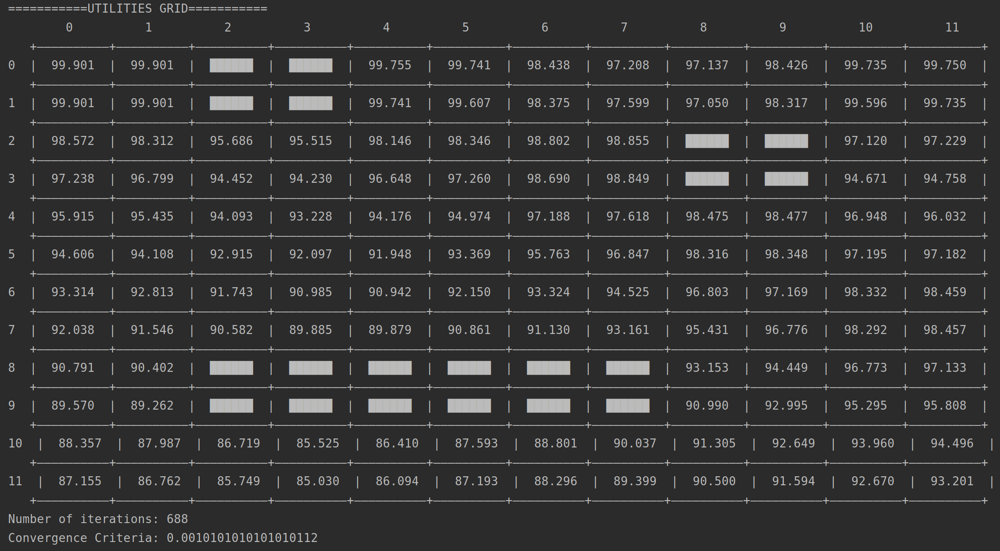 ===========UTILITIES GRID===========
0 1 2 3 4 5 6 7 8 9 10 11
+——————————+——————————+——————————+——————————+——————————+——————————+——————————+——————————+——————————+——————————+——————————+——————————+
0 | 99.901 | 99.901 | ██████ | ██████ | 99.755 | 99.741 | 98.438 | 97.208 | 97.137 | 98.426 | 99.735 | 99.750 |
+——————————+——————————+——————————+——————————+——————————+——————————+——————————+——————————+——————————+——————————+——————————+——————————+
1 | 99.901 | 99.901 | ██████ | ██████ | 99.741 | 99.607 | 98.375 | 97.599 | 97.050 | 98.317 | 99.596 | 99.735 |
+——————————+——————————+——————————+——————————+——————————+——————————+——————————+——————————+——————————+——————————+——————————+——————————+
2 | 98.572 | 98.312 | 95.686 | 95.515 | 98.146 | 98.346 | 98.802 | 98.855 | ██████ | ██████ | 97.120 | 97.229 |
+——————————+——————————+——————————+——————————+——————————+——————————+——————————+——————————+——————————+——————————+——————————+——————————+
3 | 97.238 | 96.799 | 94.452 | 94.230 | 96.648 | 97.260 | 98.690 | 98.849 | ██████ | ██████ | 94.671 | 94.758 |
+——————————+——————————+——————————+——————————+——————————+——————————+——————————+——————————+——————————+——————————+——————————+——————————+
4 | 95.915 | 95.435 | 94.093 | 93.228 | 94.176 | 94.974 | 97.188 | 97.618 | 98.475 | 98.477 | 96.948 | 96.032 |
+——————————+——————————+——————————+——————————+——————————+——————————+——————————+——————————+——————————+——————————+——————————+——————————+
5 | 94.606 | 94.108 | 92.915 | 92.097 | 91.948 | 93.369 | 95.763 | 96.847 | 98.316 | 98.348 | 97.195 | 97.182 |
+——————————+——————————+——————————+——————————+——————————+——————————+——————————+——————————+——————————+——————————+——————————+——————————+
6 | 93.314 | 92.813 | 91.743 | 90.985 | 90.942 | 92.150 | 93.324 | 94.525 | 96.803 | 97.169 | 98.332 | 98.459 |
+——————————+——————————+——————————+——————————+——————————+——————————+——————————+——————————+——————————+——————————+——————————+——————————+
7 | 92.038 | 91.546 | 90.582 | 89.885 | 89.879 | 90.861 | 91.130 | 93.161 | 95.431 | 96.776 | 98.292 | 98.457 |
+——————————+——————————+——————————+——————————+——————————+——————————+——————————+——————————+——————————+——————————+——————————+——————————+
8 | 90.791 | 90.402 | ██████ | ██████ | ██████ | ██████ | ██████ | ██████ | 93.153 | 94.449 | 96.773 | 97.133 |
+——————————+——————————+——————————+——————————+——————————+——————————+——————————+——————————+——————————+——————————+——————————+——————————+
9 | 89.570 | 89.262 | ██████ | ██████ | ██████ | ██████ | ██████ | ██████ | 90.990 | 92.995 | 95.295 | 95.808 |
+——————————+——————————+——————————+——————————+——————————+——————————+——————————+——————————+——————————+——————————+——————————+——————————+
10 | 88.357 | 87.987 | 86.719 | 85.525 | 86.410 | 87.593 | 88.801 | 90.037 | 91.305 | 92.649 | 93.960 | 94.496 |
+——————————+——————————+——————————+——————————+——————————+——————————+——————————+——————————+——————————+——————————+——————————+——————————+
11 | 87.155 | 86.762 | 85.749 | 85.030 | 86.094 | 87.193 | 88.296 | 89.399 | 90.500 | 91.594 | 92.670 | 93.201 |
+——————————+——————————+——————————+——————————+——————————+——————————+——————————+——————————+——————————+——————————+——————————+——————————+
Number of iterations: 688
Convergence Criteria: 0.0010101010101010112